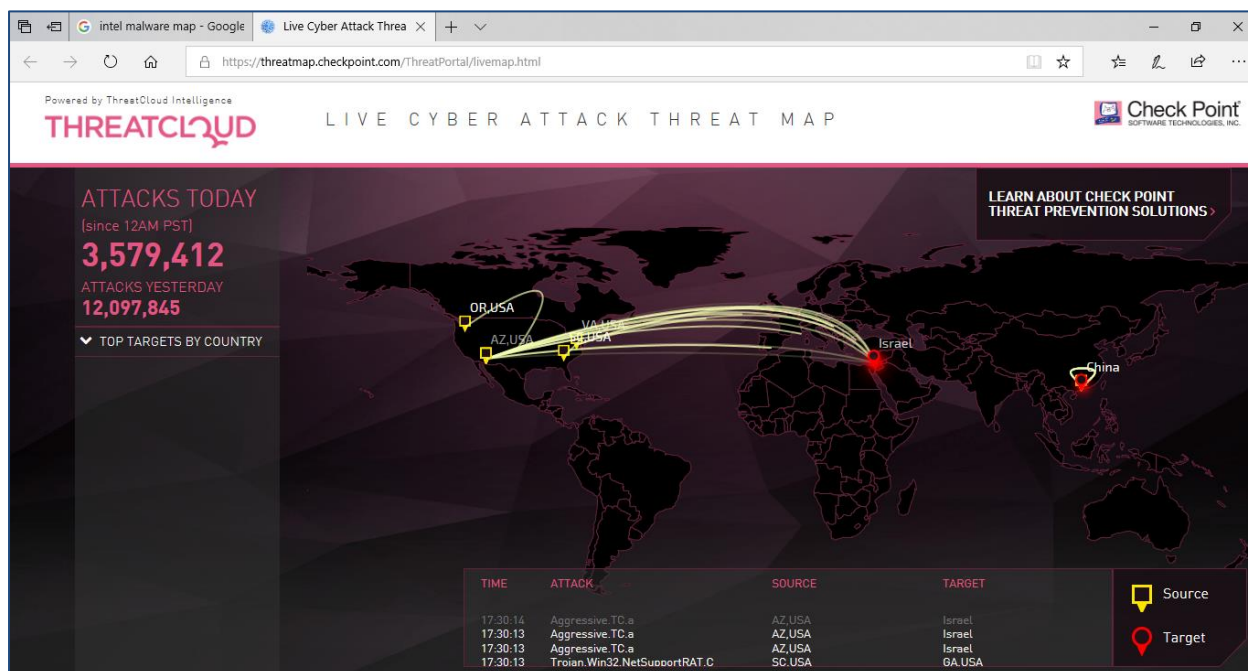 intel malware map - Google
Live Cyber Attack Threa
https://threatmap.checkpoint.com/ThreatPortal/livemap.html
Powered by ThreatCloud Intelligence
THREATCLOUD
LIVE CYBER ATTACK THREAT MAP
Check Point
SOFTWARE TECHNOLOGIES, INC.
ATTACKS TODAY
(since 12AM PST)
3,579,412
ATTACKS YESTERDAY
12,097,845
TOP TARGETS BY COUNTRY
LEARN ABOUT CHECK POINT
THREAT PREVENTION SOLUTIONS >
OR,USA
VA,USA
AZ,USA
Israel
China
TIME ATTACK SOURCE TARGET
17:30:14 Aggressive.TC.a AZ,USA Israel
17:30:13 Aggressive.TC.a AZ,USA Israel
17:30:13 Aggressive.TC.a AZ,USA Israel
17:30:13 Trojan.Win32.NetSupportRAT.C SC,USA GA,USA
Source
Target